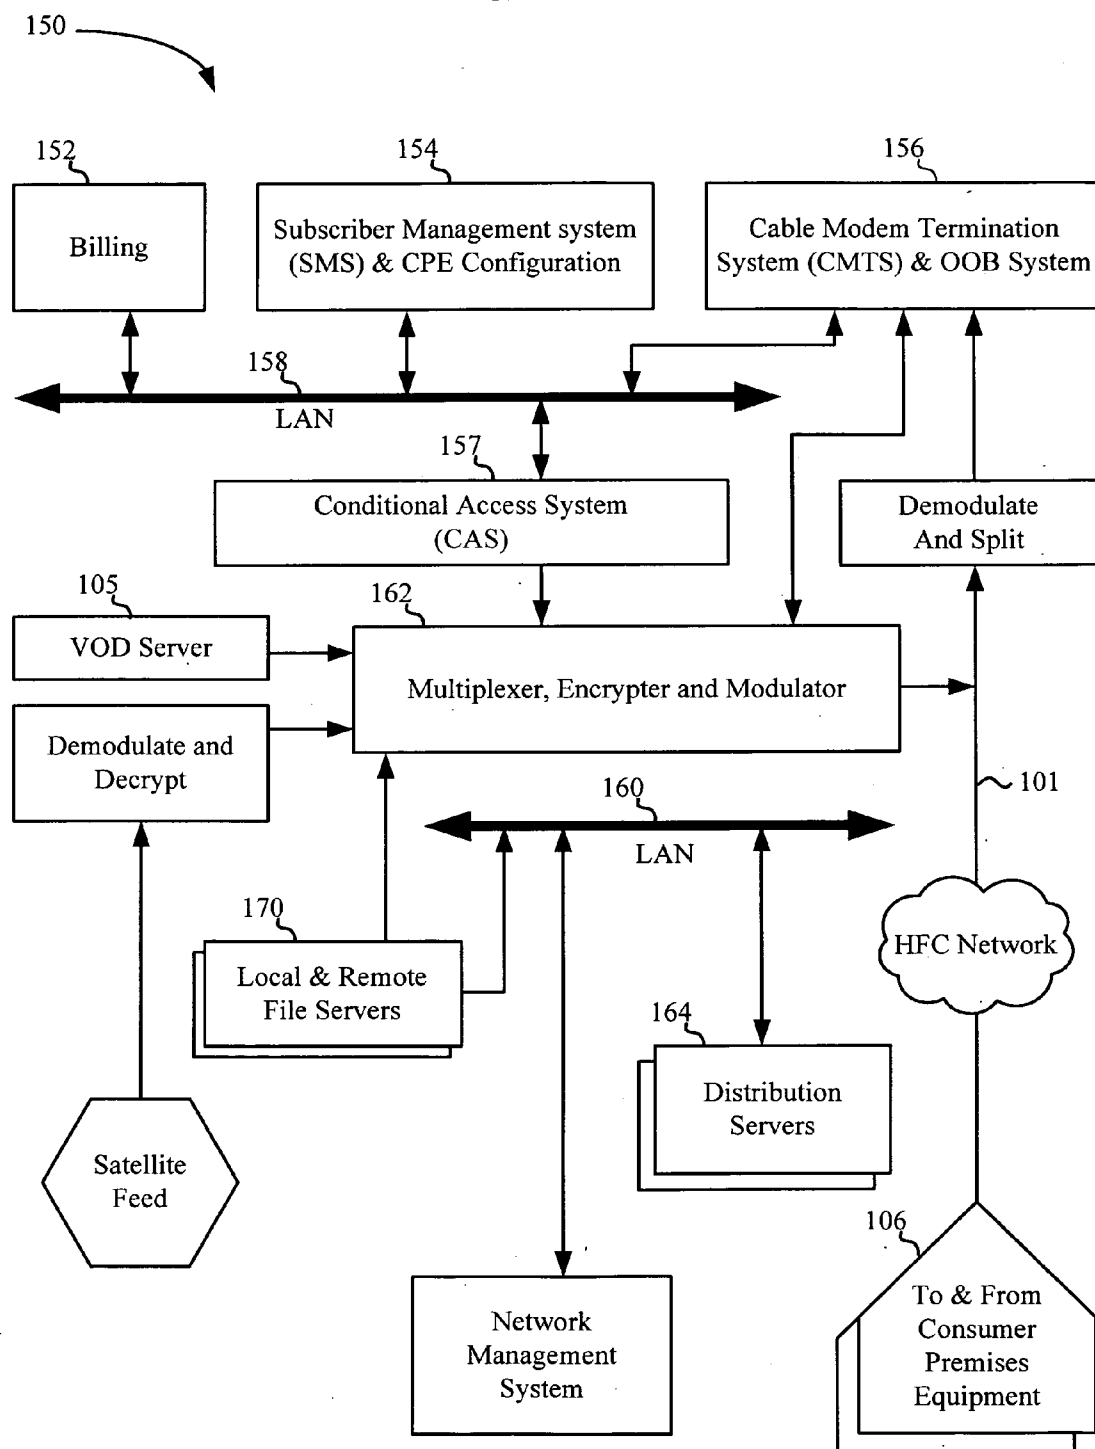 150
152
154
156
Billing
Subscriber Management system
(SMS) & CPE Configuration
Cable Modem Termination
System (CMTS) & OOB System
158
LAN
157
Conditional Access System
(CAS)
Demodulate
And Split
105
VOD Server
162
Multiplexer, Encrypter and Modulator
Demodulate and
Decrypt
101
160
LAN
170
Local & Remote
File Servers
HFC Network
164
Distribution
Servers
Satellite
Feed
106
To & From
Consumer
Premises
Equipment
Network
Management
System